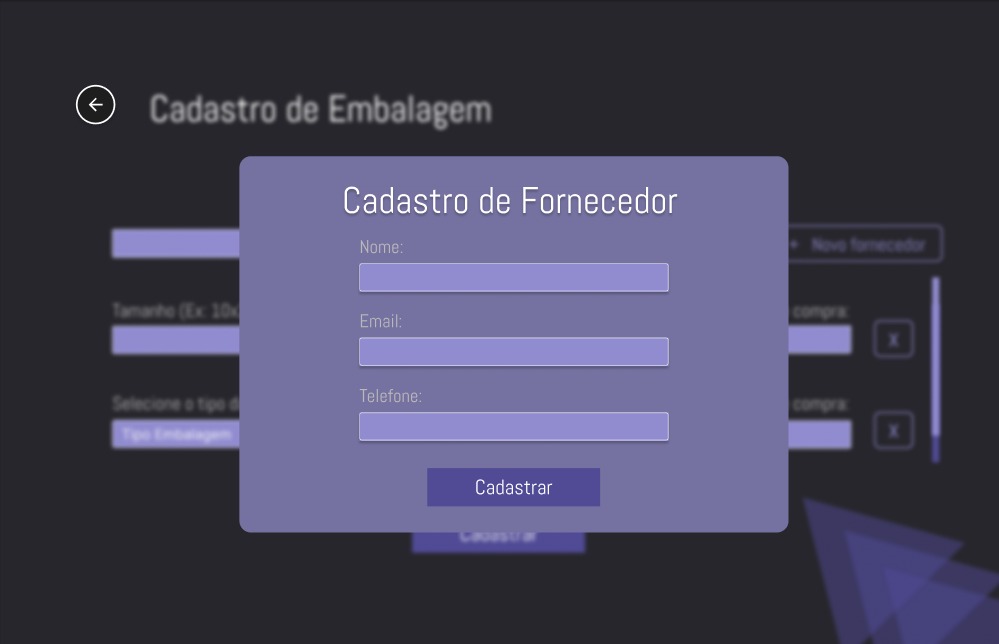 Cadastro de Embalagem
Cadastro de Fornecedor
Nome:
+ Novo fornecedor
Tamanho (Ex: 10x
compra:
Email:
X
Selecione o tipo d
compra:
Telefone:
Tipo Embalagem
X
Cadastrar
Cadastrar